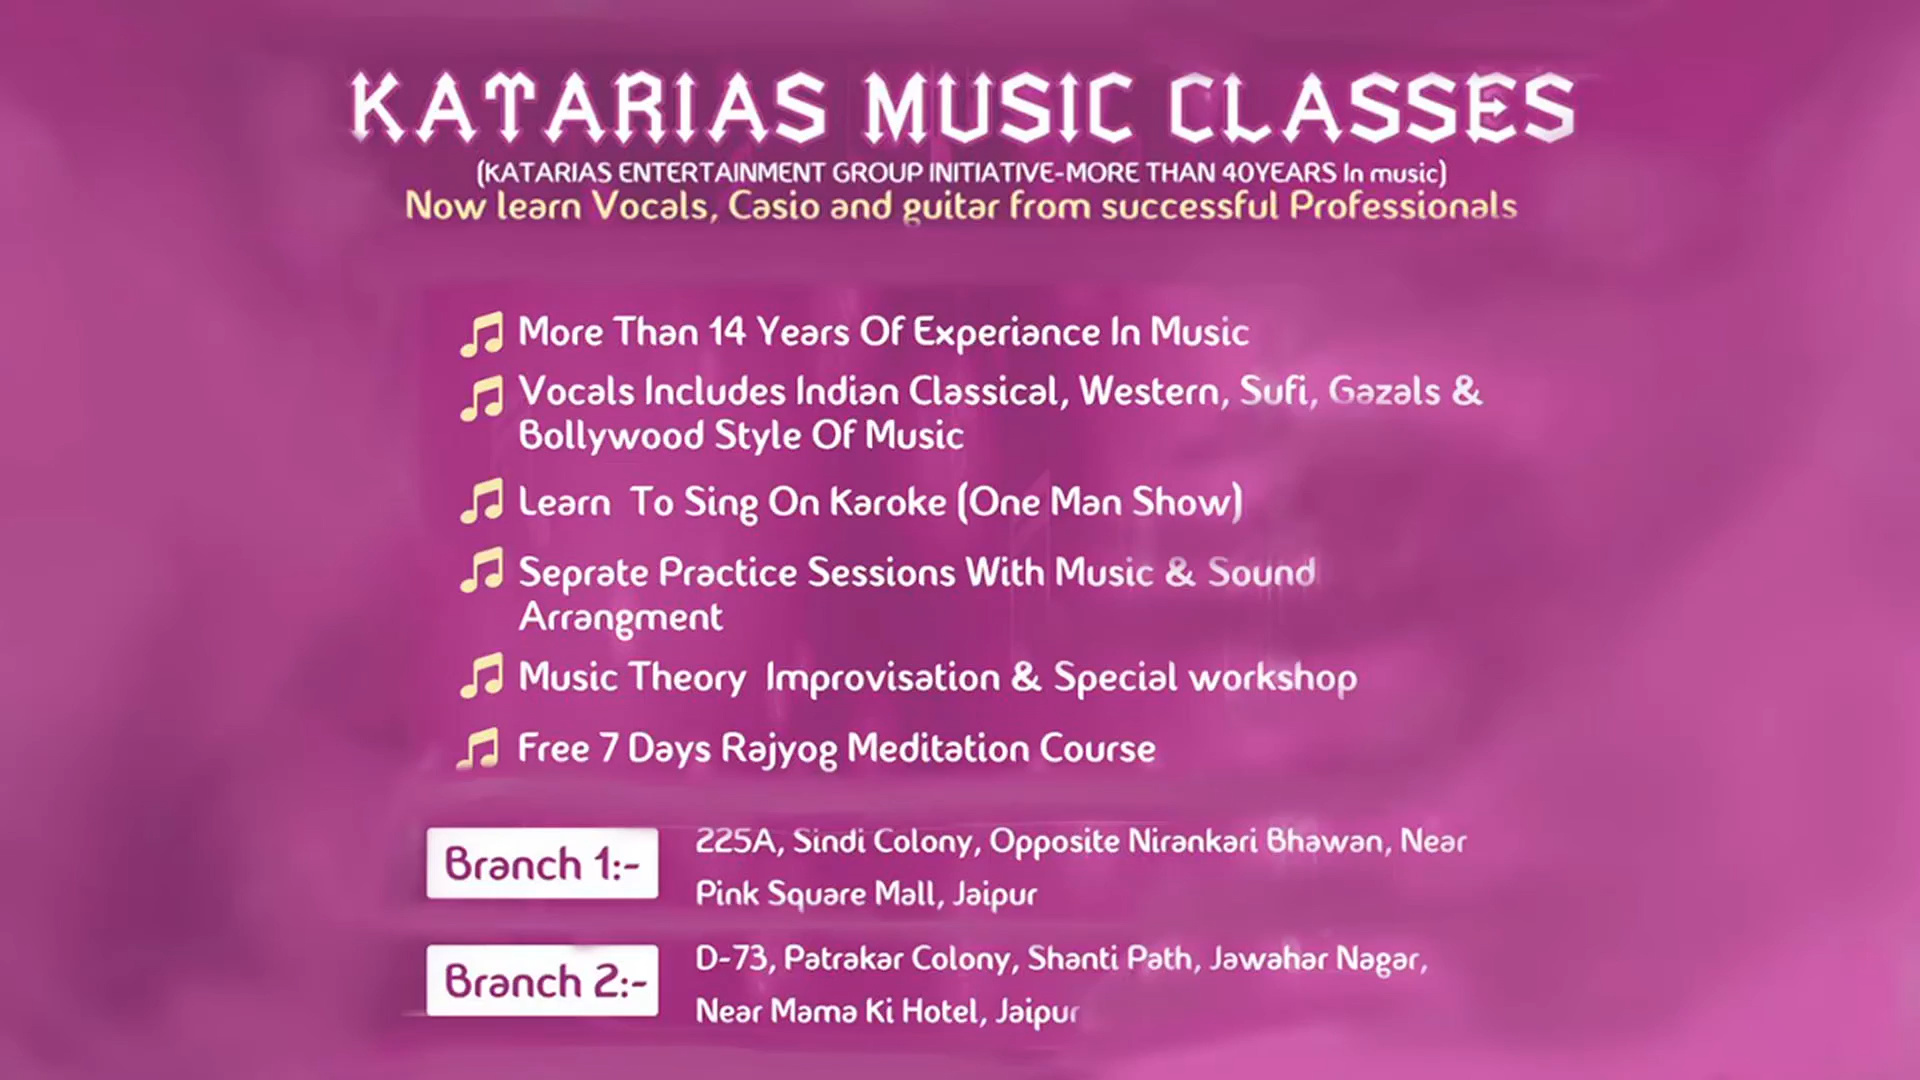 KATARIAS MUSIC CLASSES
(KATARIAS ENTERTAINMENT GROUP INITIATIVE-MORE THAN 40YEARS In music)
Now learn Vocals, Casio and guitar from successful Professionals
More Than 14 Years Of Experiance In Music
Vocals Includes Indian Classical, Western, Sufi, Gazals &
Bollywood Style Of Music
Learn To Sing On Karoke (One Man Show)
Seprate Practice Sessions With Music & Sound
Arrangment
Music Theory Improvisation & Special workshop
Free 7 Days Rajyog Meditation Course
Branch 1:-
225A, Sindi Colony, Opposite Nirankari Bhawan, Near
Pink Square Mall, Jaipur
Branch 2:-
D-73, Patrakar Colony, Shanti Path, Jawahar Nagar,
Near Mama Ki Hotel, Jaipur